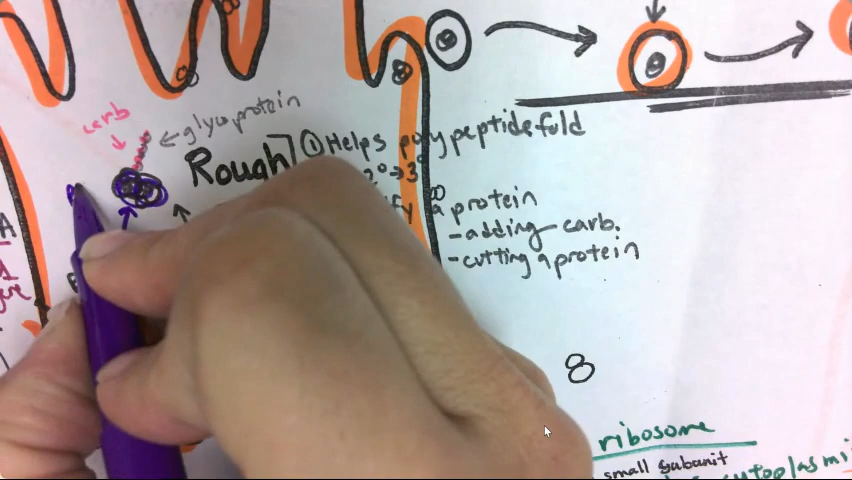 carb
glycoprotein
Rough
① Helps polypeptide fold
2° → 3°
a protein
- adding carb.
- cutting a protein
A
8
ribosome
small subunit